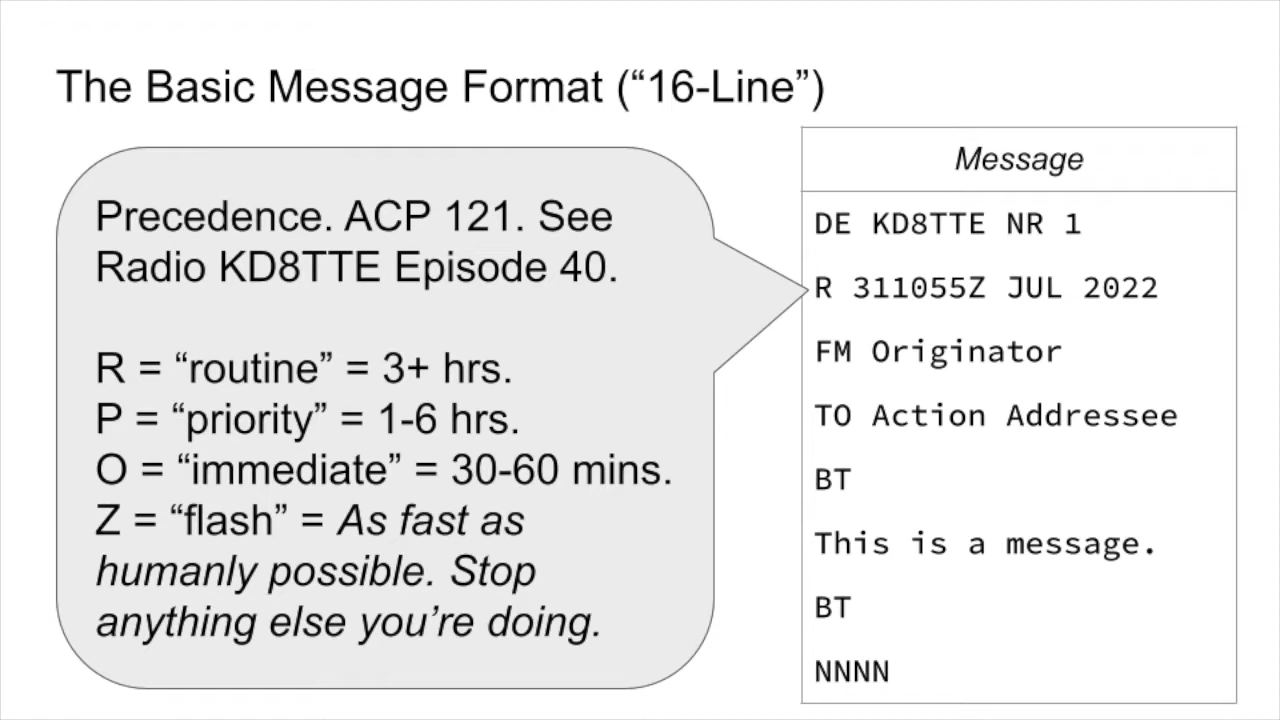 The Basic Message Format (“16-Line”)
Precedence. ACP 121. See
Radio KD8TTE Episode 40.
R = “routine” = 3+ hrs.
P = “priority” = 1-6 hrs.
O = “immediate” = 30-60 mins.
Z = “flash” = As fast as
humanly possible. Stop
anything else you’re doing.
Message
DE KD8TTE NR 1
R 311055Z JUL 2022
FM Originator
TO Action Addressee
BT
This is a message.
BT
NNNN